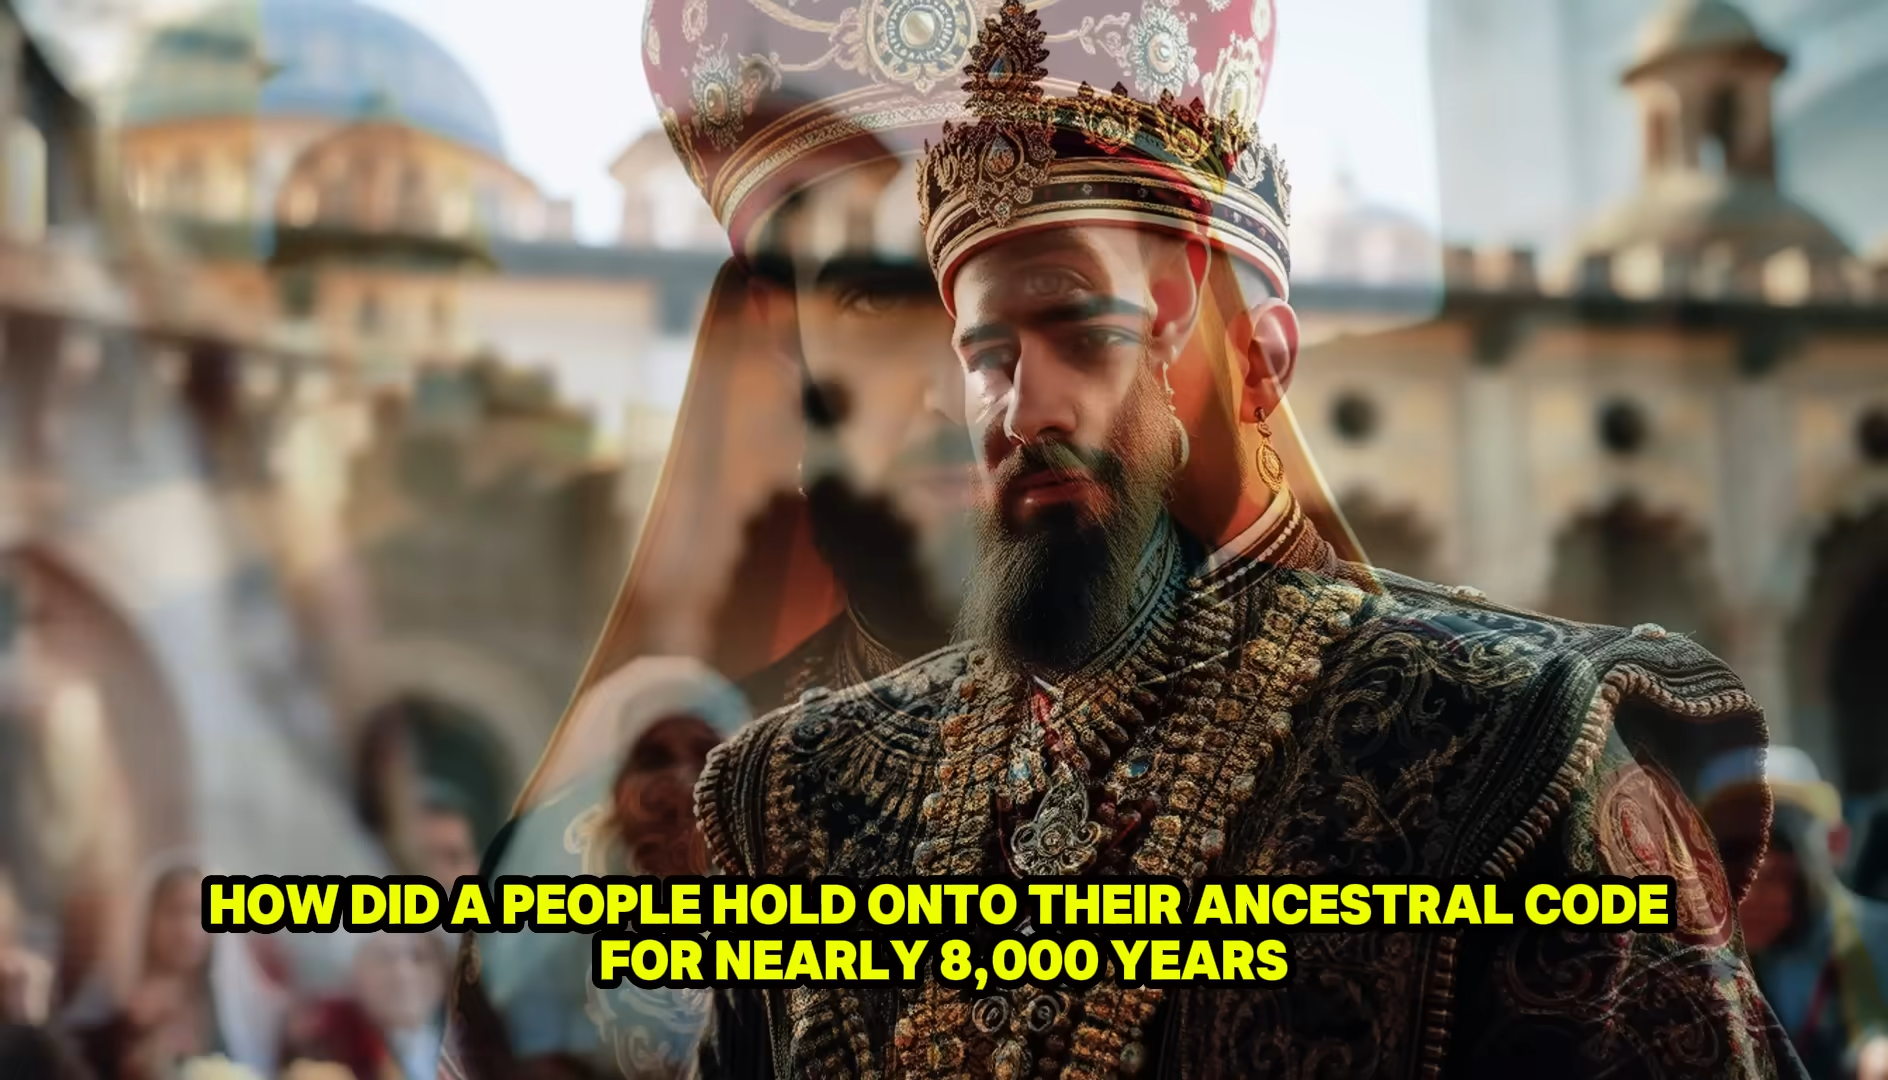 HOW DID A PEOPLE HOLD ONTO THEIR ANCESTRAL CODE
FOR NEARLY 8,000 YEARS